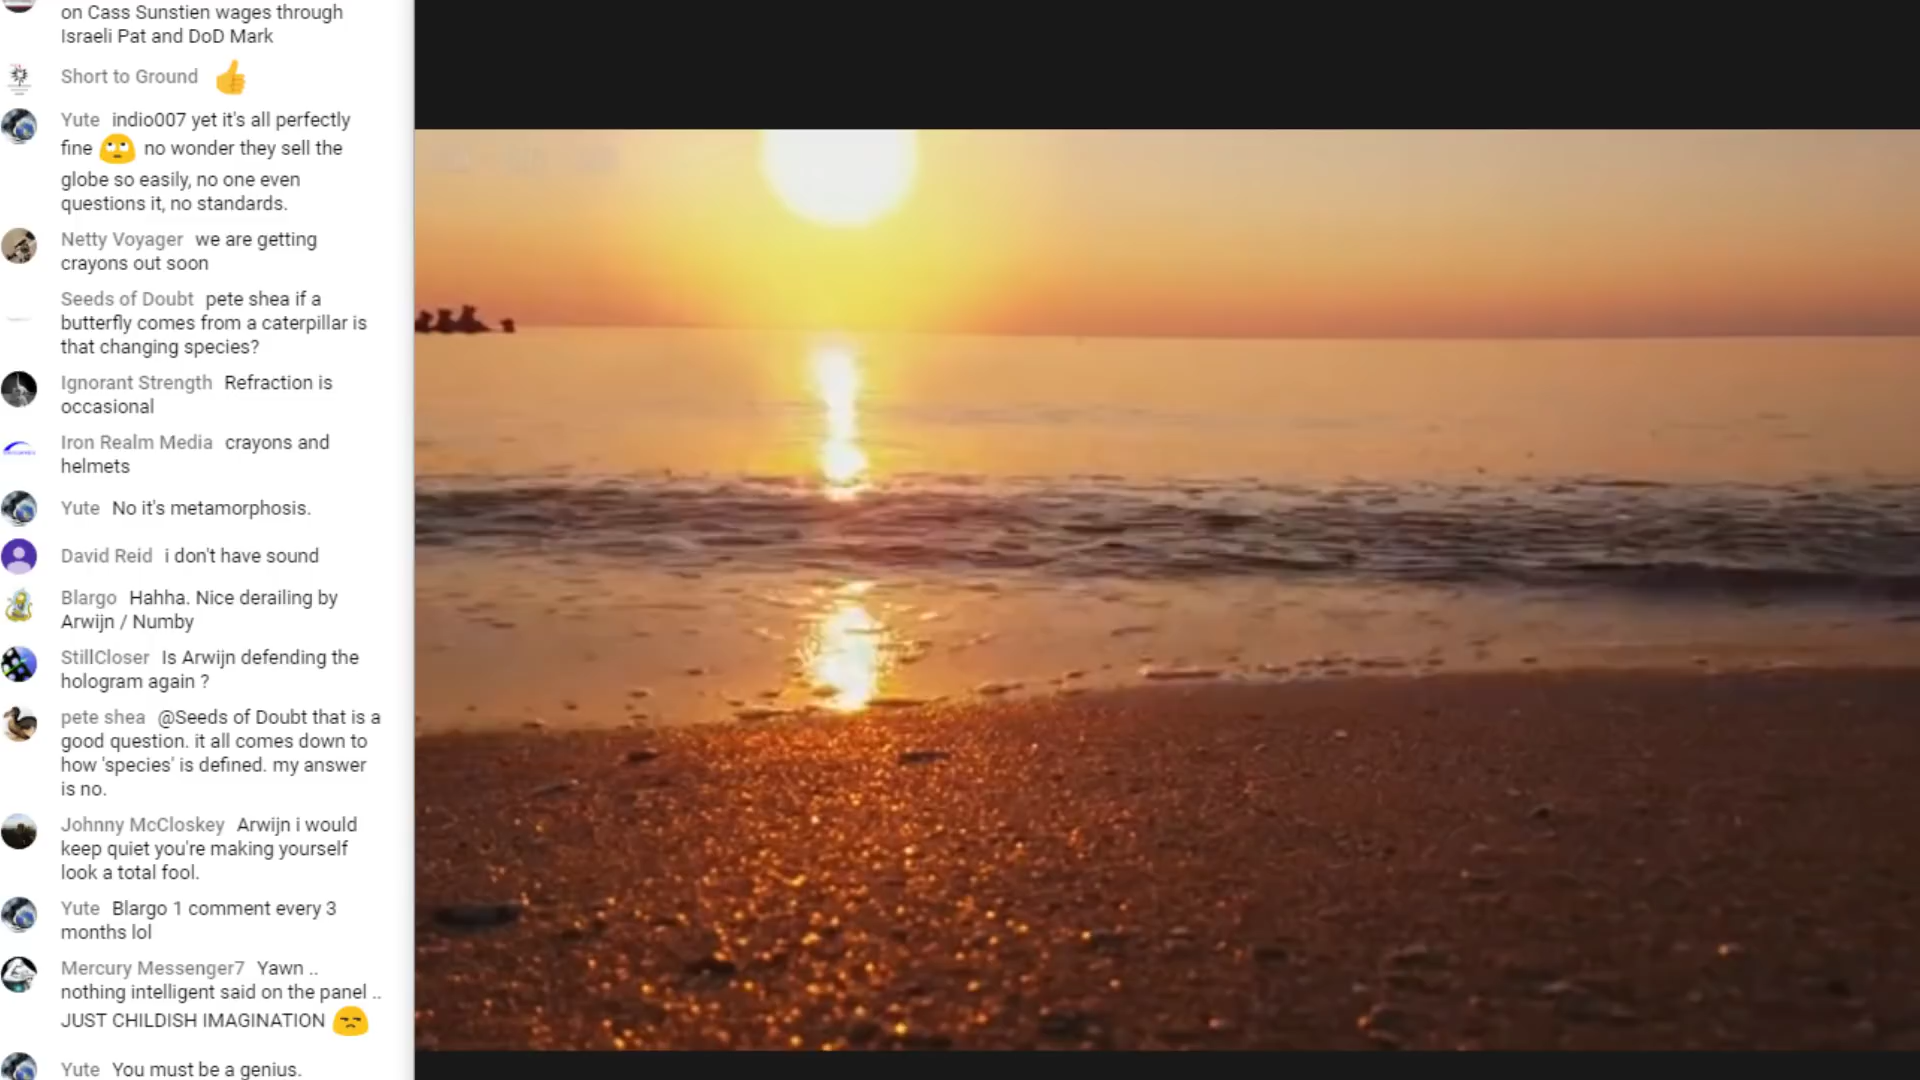 on Cass Sunstien wages through
Israeli Pat and DoD Mark
Short to Ground
Yute indio007 yet it's all perfectly
fine no wonder they sell the
globe so easily, no one even
questions it, no standards.
Netty Voyager we are getting
crayons out soon
Seeds of Doubt pete shea if a
butterfly comes from a caterpillar is
that changing species?
Ignorant Strength Refraction is
occasional
Iron Realm Media crayons and
helmets
Yute No it's metamorphosis.
David Reid i don't have sound
Blargo Hahha. Nice derailing by
Arwijn / Numby
StillCloser Is Arwijn defending the
hologram again ?
pete shea @Seeds of Doubt that is a
good question. it all comes down to
how 'species' is defined. my answer
is no.
Johnny McCloskey Arwijn i would
keep quiet you're making yourself
look a total fool.
Yute Blargo 1 comment every 3
months lol
Mercury Messenger7 Yawn ..
nothing intelligent said on the panel ..
JUST CHILDISH IMAGINATION
Yute You must be a genius.